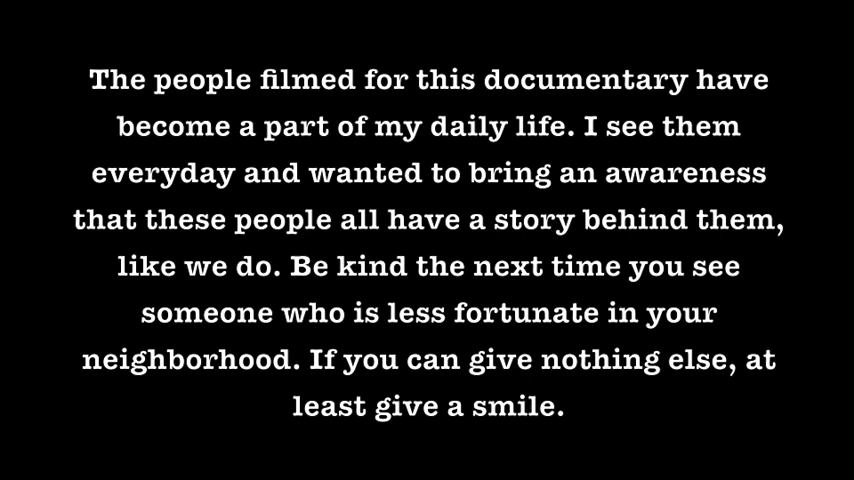 The people filmed for this documentary have
become a part of my daily life. I see them
everyday and wanted to bring an awareness
that these people all have a story behind them,
like we do. Be kind the next time you see
someone who is less fortunate in your
neighborhood. If you can give nothing else, at
least give a smile.